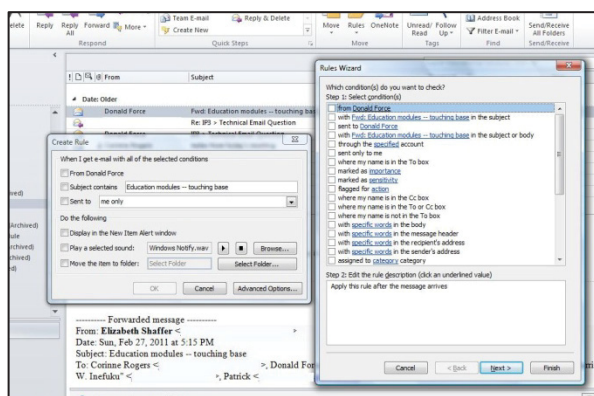 Delete Reply Reply All Forward More
Team E-mail Reply & Delete
Create New
Move Rules OneNote Unread/ Read Follow Up
Address Book
Filter E-mail
Send/Receive All Folders
Respond Quick Steps Move Tags Find Send/Receive
From Subject
Date: Older
Donald Force Fwd: Education modules -- touching base
Re: IP3 > Technical Email Question
Donald Force
Create Rule
When I get e-mail with all of the selected conditions
From Donald Force
Subject contains Education modules -- touching base
Sent to me only
Do the following
Display in the New Item Alert window
Play a selected sound: Windows Notify.wav Browse...
Move the item to folder: Select Folder Select Folder...
OK Cancel Advanced Options...
Rules Wizard
Which condition(s) do you want to check?
Step 1: Select condition(s)
from Donald Force
with Fwd: Education modules -- touching base in the subject
sent to Donald Force
with Fwd: Education modules -- touching base in the subject or body
through the specified account
sent only to me
where my name is in the To box
marked as importance
marked as sensitivity
flagged for action
where my name is in the Cc box
where my name is in the To or Cc box
where my name is not in the To box
with specific words in the body
with specific words in the message header
with specific words in the recipient's address
with specific words in the sender's address
assigned to category category
Step 2: Edit the rule description (click an underlined value)
Apply this rule after the message arrives
Cancel < Back Next > Finish
---------- Forwarded message ----------
From: Elizabeth Shaffer <
Date: Sun, Feb 27, 2011 at 5:15 PM
Subject: Education modules -- touching base
To: Corinne Rogers < >, Donald For
W. Inefuku" < >, Patrick <